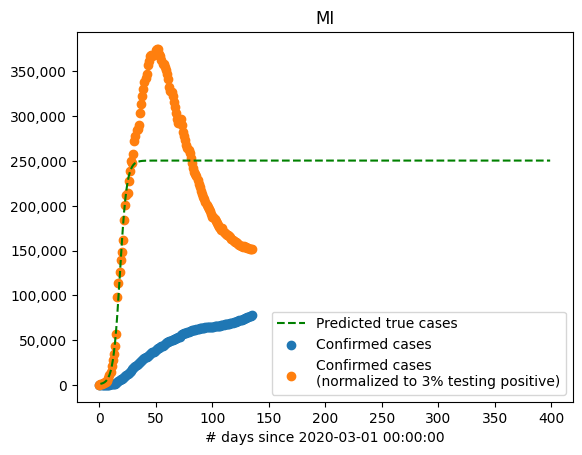 MI
350,000
300,000
250,000
200,000
150,000
100,000
50,000
0
Predicted true cases
Confirmed cases
Confirmed cases
(normalized to 3% testing positive)
0 50 100 150 200 250 300 350 400
# days since 2020-03-01 00:00:00